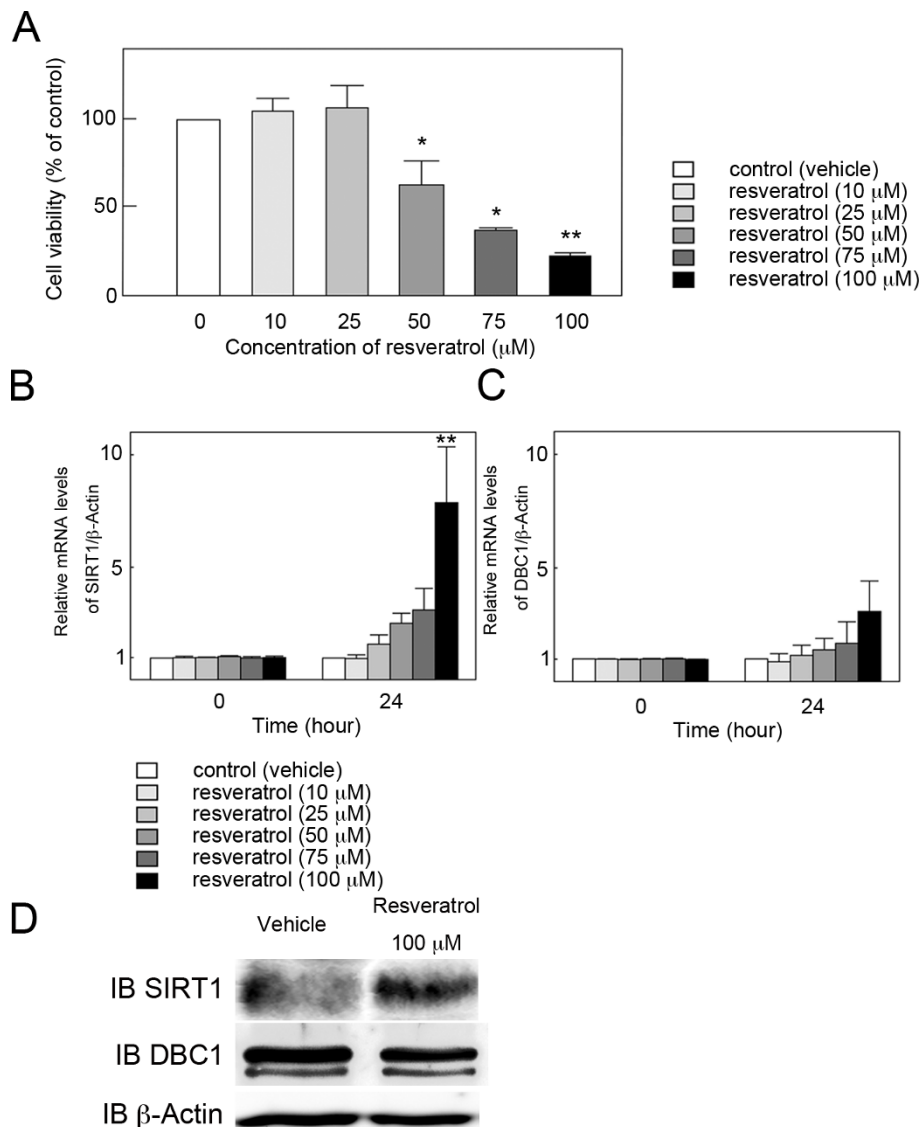 A
Cell viability (% of control)
100
50
0
*
*
**
0 10 25 50 75 100
Concentration of resveratrol (μM)
control (vehicle)
resveratrol (10 μM)
resveratrol (25 μM)
resveratrol (50 μM)
resveratrol (75 μM)
resveratrol (100 μM)
B
Relative mRNA levels
of SIRT1/β-Actin
10
5
1
**
0 24
Time (hour)
C
Relative mRNA levels
of DBC1/β-Actin
10
5
1
0 24
Time (hour)
control (vehicle)
resveratrol (10 μM)
resveratrol (25 μM)
resveratrol (50 μM)
resveratrol (75 μM)
resveratrol (100 μM)
D
Vehicle
Resveratrol
100 μM
IB SIRT1
IB DBC1
IB β-Actin